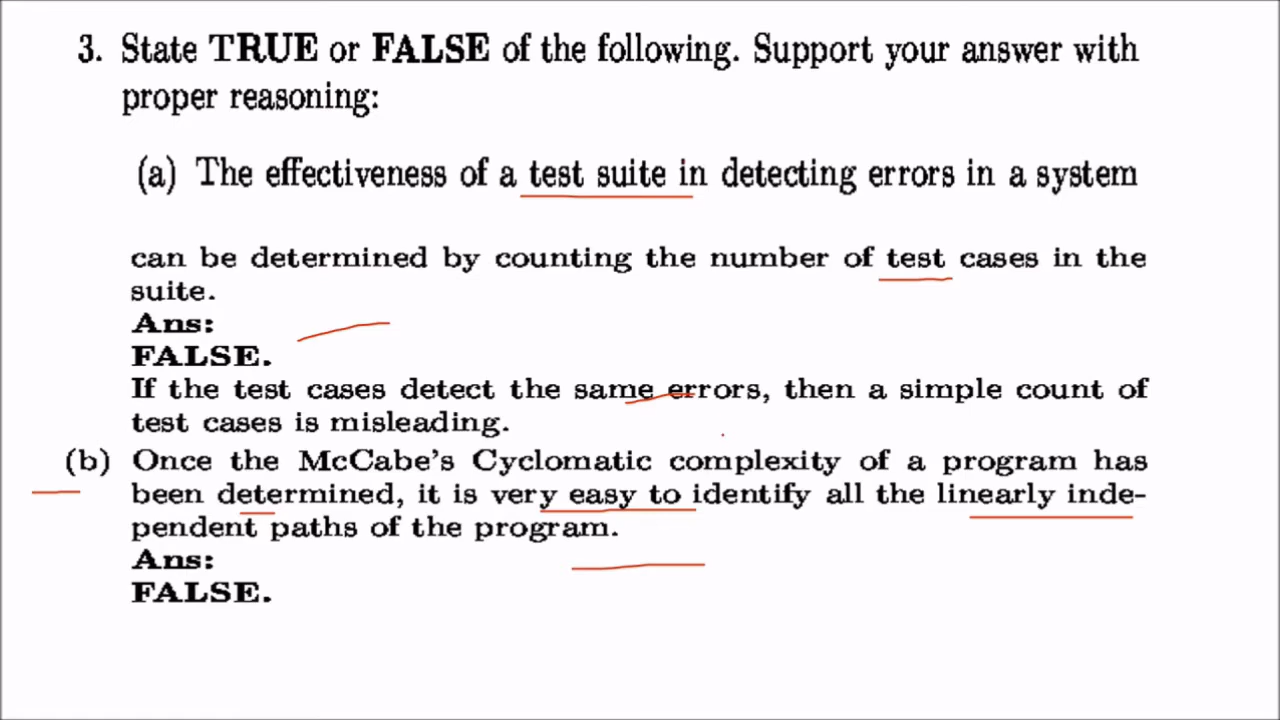 3. State TRUE or FALSE of the following. Support your answer with
proper reasoning:
(a) The effectiveness of a test suite in detecting errors in a system
can be determined by counting the number of test cases in the
suite.
Ans:
FALSE.
If the test cases detect the same errors, then a simple count of
test cases is misleading.
(b) Once the McCabe's Cyclomatic complexity of a program has
been determined, it is very easy to identify all the linearly inde-
pendent paths of the program.
Ans:
FALSE.